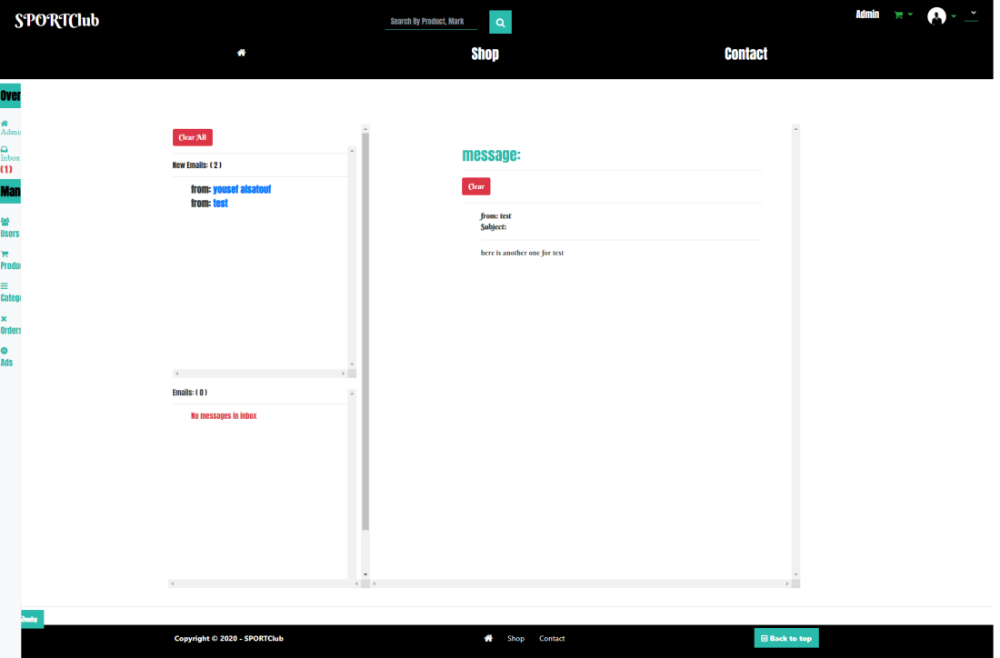 SPORTClub
Search By Product, Mark
Admin
Shop
Contact
Over
Admi
Inbox
(1)
Man
Users
Produ
Catego
Orders
Ads
Clear All
New Emails: ( 2 )
from: yousef alsatouf
from: test
Emails: ( 0 )
No messages in inbox
message:
Clear
from: test
Subject:
here is another one for test
Copyright © 2020 - SPORTClub
Shop
Contact
Back to top